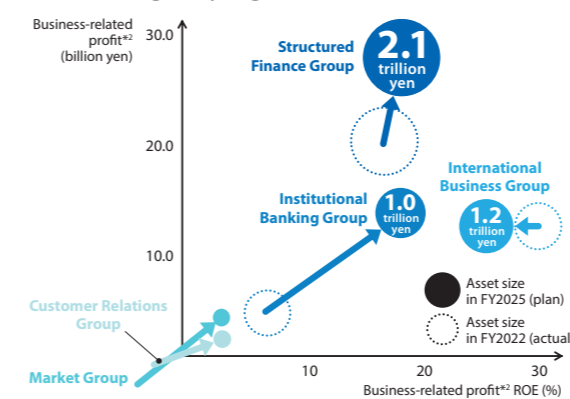 Business-related
profit*2
(billion yen)
30.0
20.0
10.0
Structured
Finance Group
2.1
trillion
yen
International
Business Group
1.2
trillion
yen
Institutional
Banking Group
1.0
trillion
yen
Asset size
in FY2025 (plan)
Asset size
in FY2022 (actual
Customer Relations
Group
Market Group
10
20
30
Business-related profit*2 ROE (%)